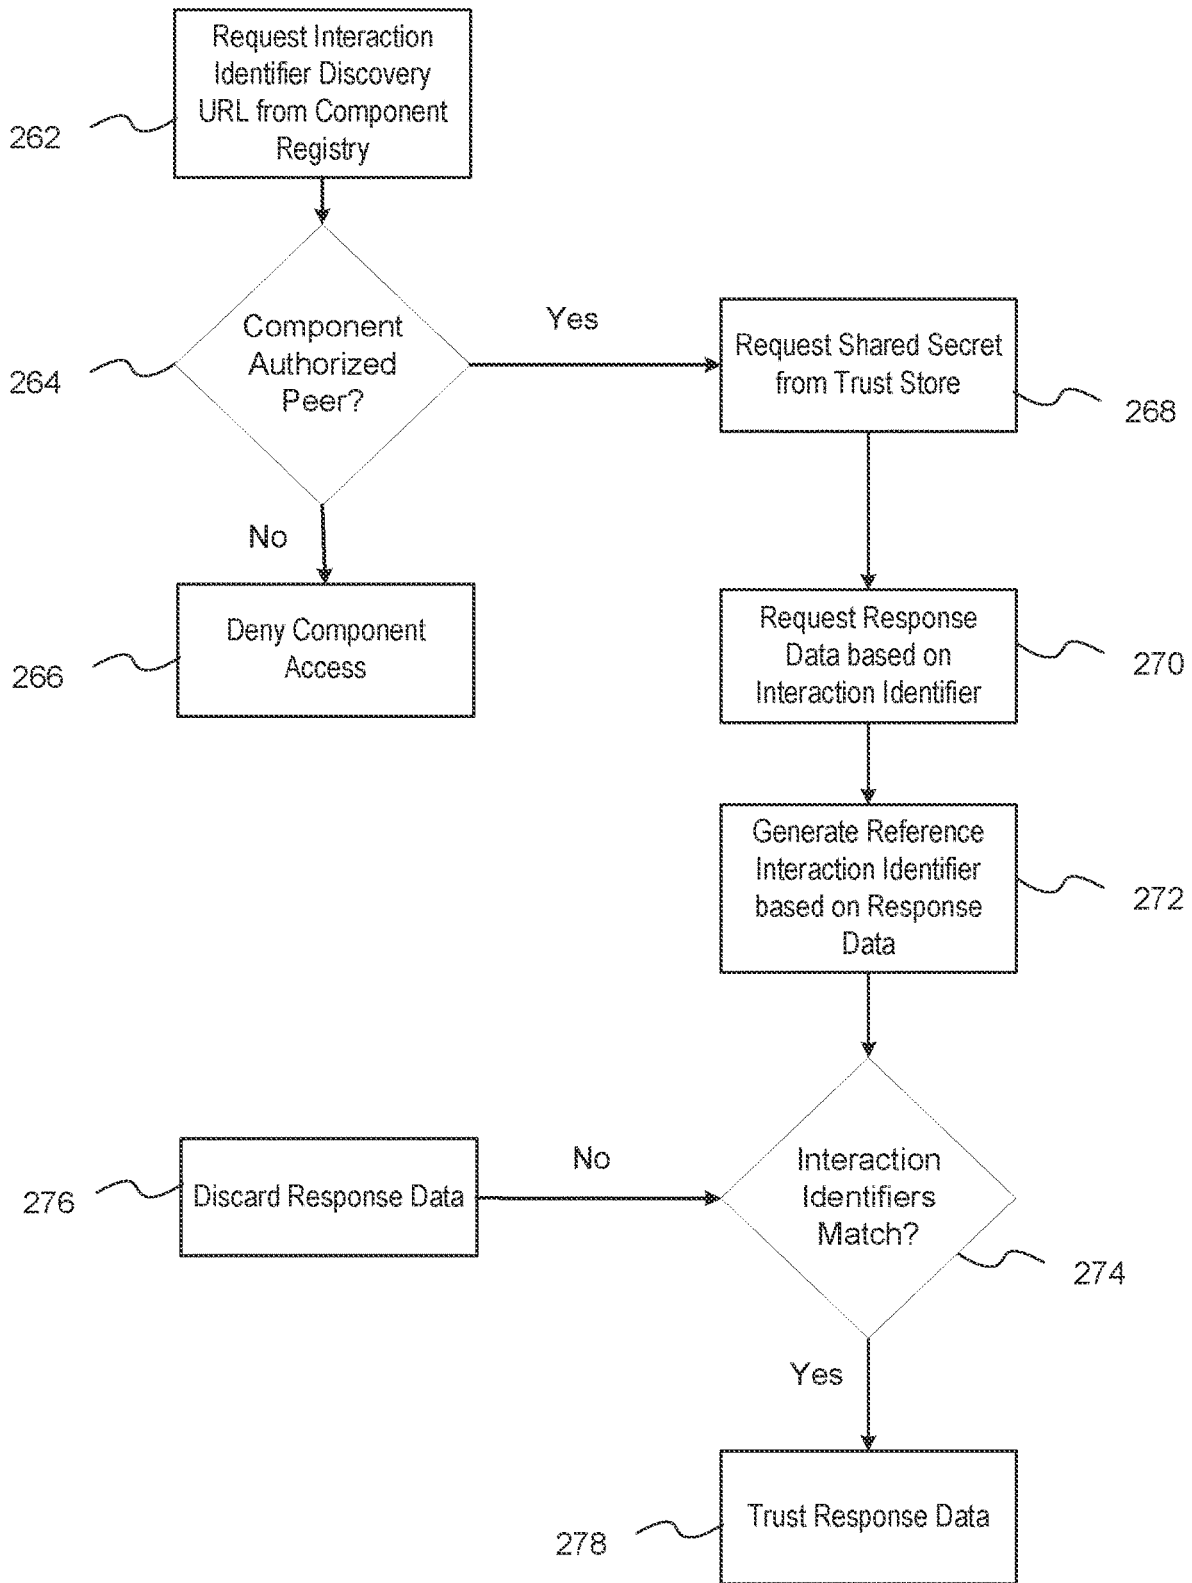 Request Interaction
Identifier Discovery
URL from Component
Registry
262
Component
Authorized
Peer?
264
Yes
Request Shared Secret
from Trust Store
268
No
Deny Component
Access
266
Request Response
Data based on
Interaction Identifier
270
Generate Reference
Interaction Identifier
based on Response
Data
272
Interaction
Identifiers
Match?
274
No
Discard Response Data
276
Yes
Trust Response Data
278